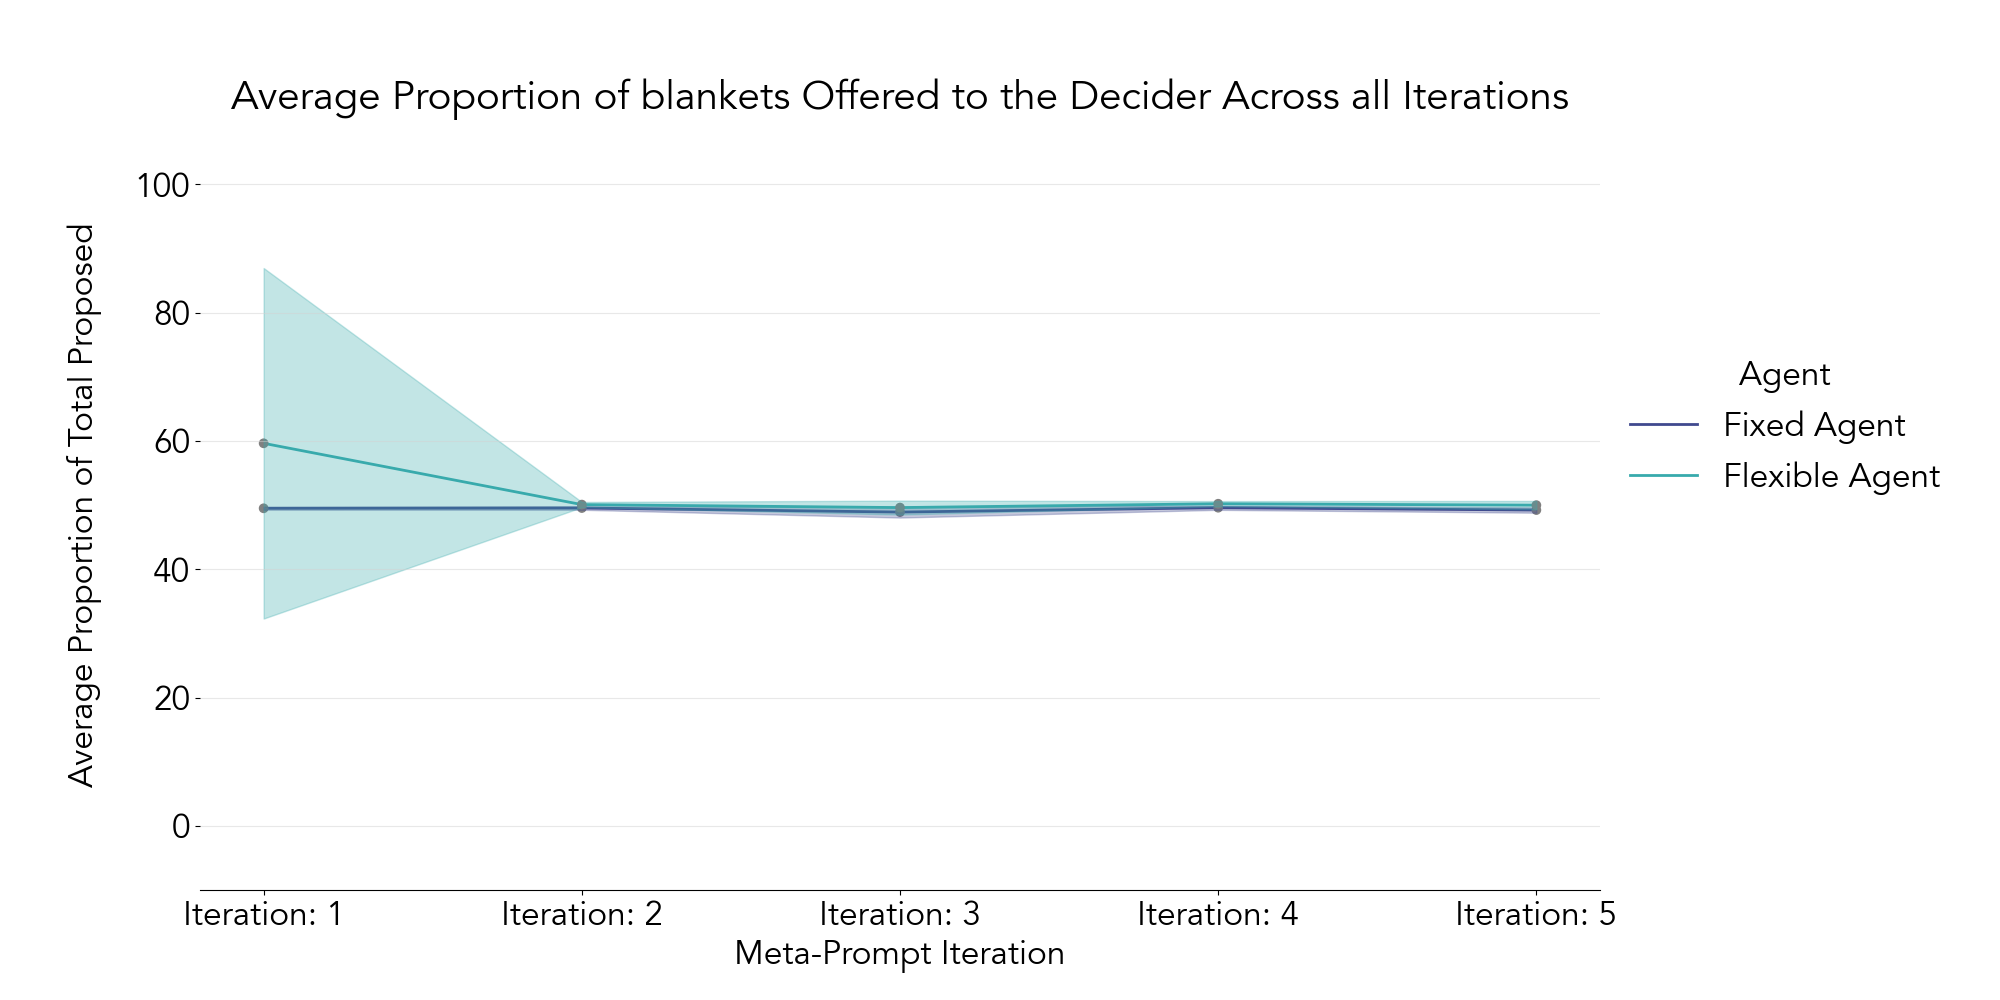 Average Proportion of blankets Offered to the Decider Across all Iterations
Average Proportion of Total Proposed
100
80
60
40
20
0
Iteration: 1
Iteration: 2
Iteration: 3
Iteration: 4
Iteration: 5
Meta-Prompt Iteration
Agent
Fixed Agent
Flexible Agent